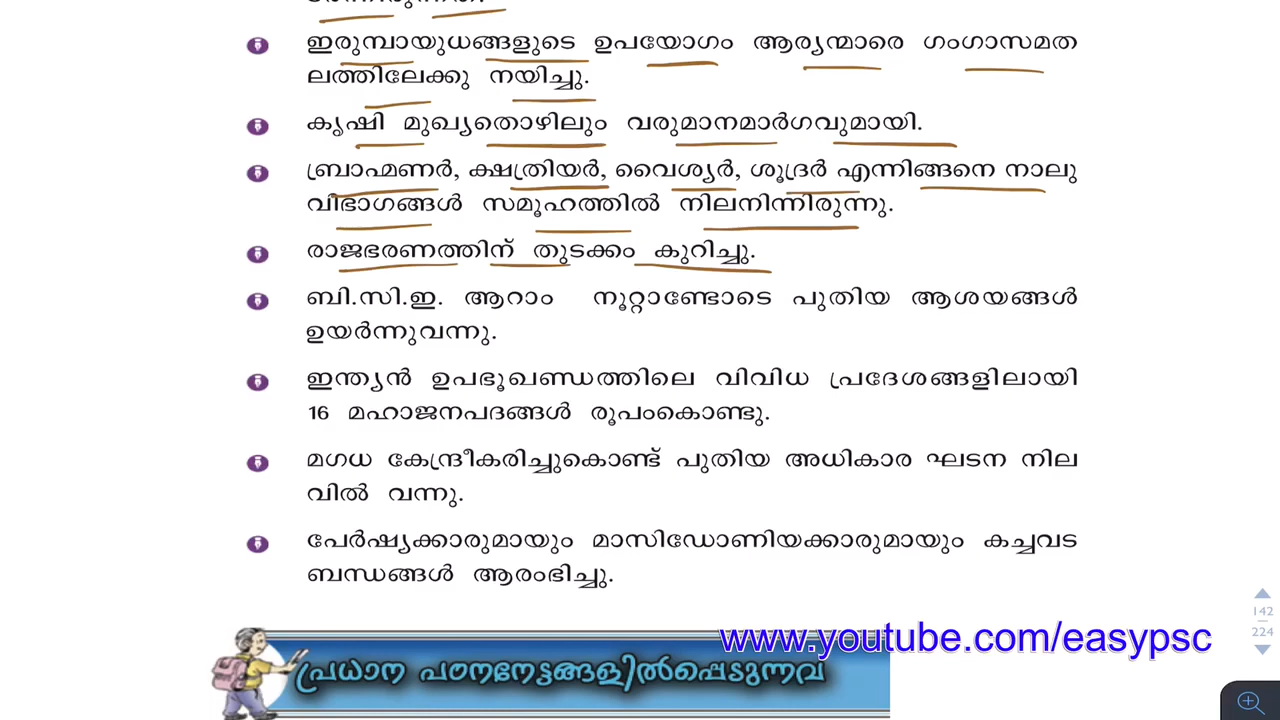 ഇരുമ്പായുധങ്ങളുടെ ഉപയോഗം ആര്യന്മാരെ ഗംഗാസമത
ലത്തിലേക്കു നയിച്ചു.
കൃഷി മുഖ്യതൊഴിലും വരുമാനമാർഗവുമായി.
ബ്രാഹ്മണർ, ക്ഷത്രിയർ, വൈശ്യർ, ശൂദ്രർ എന്നിങ്ങനെ നാലു
വിഭാഗങ്ങൾ സമൂഹത്തിൽ നിലനിന്നിരുന്നു.
രാജഭരണത്തിന് തുടക്കം കുറിച്ചു.
ബി.സി.ഇ. ആറാം നൂറ്റാണ്ടോടെ പുതിയ ആശയങ്ങൾ
ഉയർന്നുവന്നു.
ഇന്ത്യൻ ഉപഭൂഖണ്ഡത്തിലെ വിവിധ പ്രദേശങ്ങളിലായി
16 മഹാജനപദങ്ങൾ രൂപംകൊണ്ടു.
മഗധ കേന്ദ്രീകരിച്ചുകൊണ്ട് പുതിയ അധികാര ഘടന നില
വിൽ വന്നു.
പേർഷ്യക്കാരുമായും മാസിഡോണിയക്കാരുമായും കച്ചവട
ബന്ധങ്ങൾ ആരംഭിച്ചു.
142
224
www.youtube.com/easypsc
പ്രധാന പഠനനേട്ടങ്ങളിൽപ്പെടുന്നവ